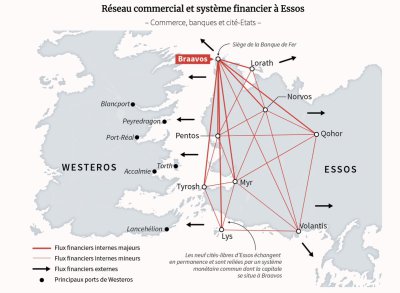 Réseau commercial et système financier à Essos
– Commerce, banques et cité-Etats –
Siège de la Banque de Fer
Braavos
Lorath
Norvos
Blancport
Peyredragon
Port-Réal
Pentos
Qohor
WESTEROS
ESSOS
Torth
Accalmie
Tyrosh
Myr
Lancehélion
Lys
Volantis
Les neuf cités-libres d'Essos échangent
en permanence et sont reliées par un système
monétaire commun dont la capitale
se situe à Braavos
Flux financiers internes majeurs
Flux financiers internes mineurs
Flux financiers externes
Principaux ports de Westeros